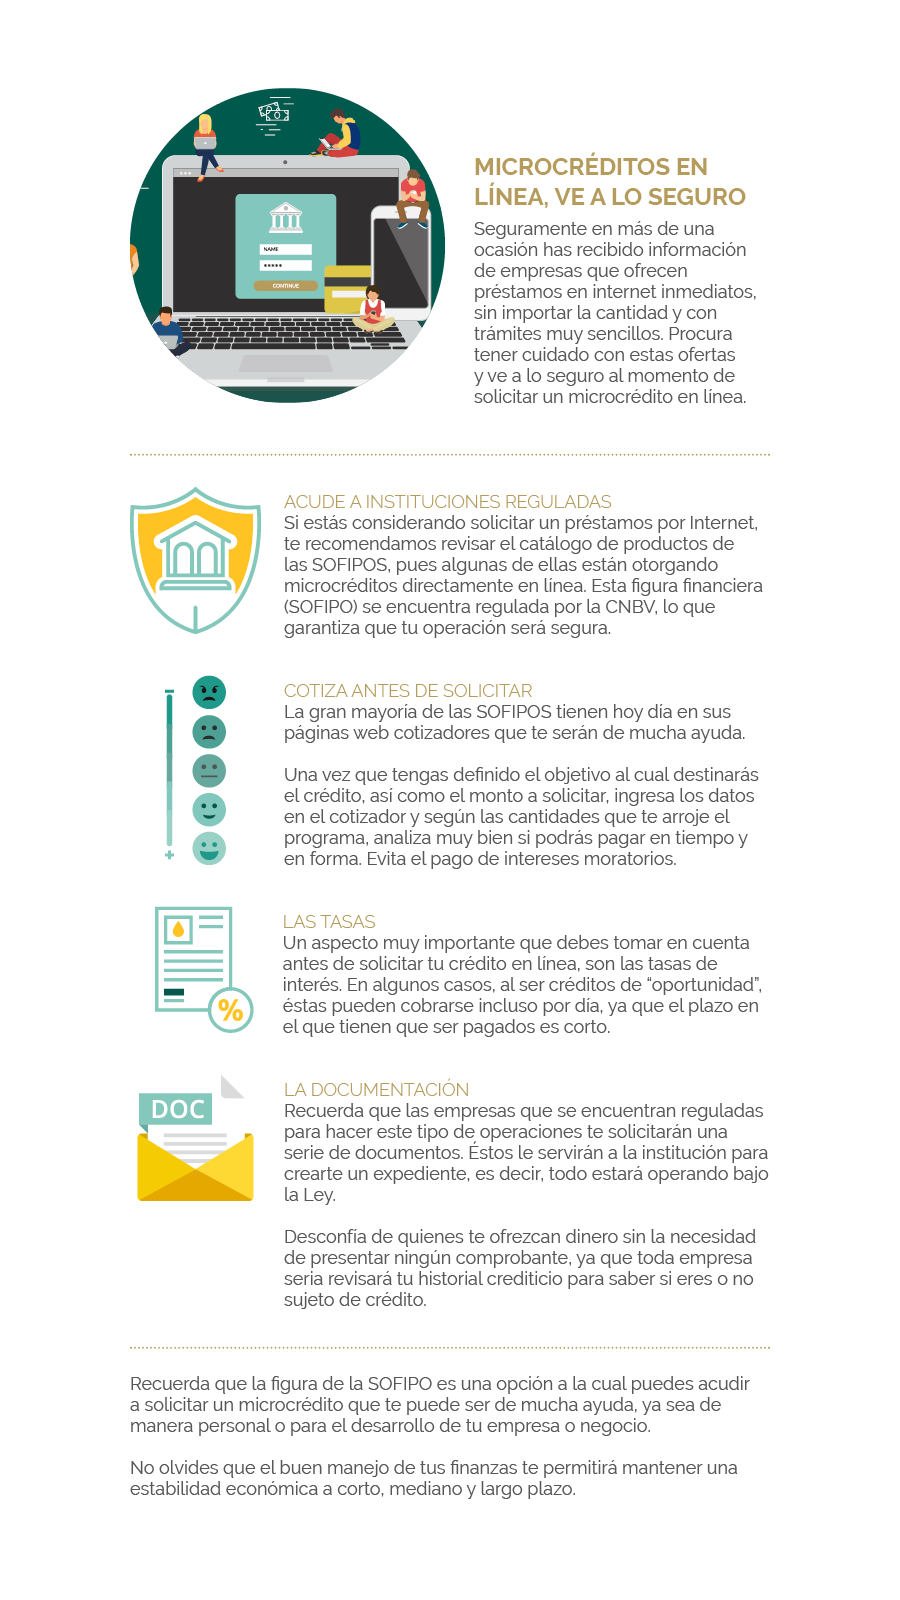 NAME
*****
CONTINUE
MICROCRÉDITOS EN
LÍNEA, VE A LO SEGURO
Seguramente en más de una
ocasión has recibido información
de empresas que ofrecen
préstamos en internet inmediatos,
sin importar la cantidad y con
trámites muy sencillos. Procura
tener cuidado con estas ofertas
y ve a lo seguro al momento de
solicitar un microcrédito en línea.
ACUDE A INSTITUCIONES REGULADAS
Si estás considerando solicitar un préstamos por Internet,
te recomendamos revisar el catálogo de productos de
las SOFIPOS, pues algunas de ellas están otorgando
microcréditos directamente en línea. Esta figura financiera
(SOFIPO) se encuentra regulada por la CNBV, lo que
garantiza que tu operación será segura.
COTIZA ANTES DE SOLICITAR
La gran mayoría de las SOFIPOS tienen hoy día en sus
páginas web cotizadores que te serán de mucha ayuda.
Una vez que tengas definido el objetivo al cual destinarás
el crédito, así como el monto a solicitar, ingresa los datos
en el cotizador y según las cantidades que te arroje el
programa, analiza muy bien si podrás pagar en tiempo y
en forma. Evita el pago de intereses moratorios.
LAS TASAS
Un aspecto muy importante que debes tomar en cuenta
antes de solicitar tu crédito en línea, son las tasas de
interés. En algunos casos, al ser créditos de “oportunidad”,
éstas pueden cobrarse incluso por día, ya que el plazo en
el que tienen que ser pagados es corto.
%
DOC
LA DOCUMENTACIÓN
Recuerda que las empresas que se encuentran reguladas
para hacer este tipo de operaciones te solicitarán una
serie de documentos. Éstos le servirán a la institución para
crearte un expediente, es decir, todo estará operando bajo
la Ley.
Desconfía de quienes te ofrezcan dinero sin la necesidad
de presentar ningún comprobante, ya que toda empresa
seria revisará tu historial crediticio para saber si eres o no
sujeto de crédito.
Recuerda que la figura de la SOFIPO es una opción a la cual puedes acudir
a solicitar un microcrédito que te puede ser de mucha ayuda, ya sea de
manera personal o para el desarrollo de tu empresa o negocio.
No olvides que el buen manejo de tus finanzas te permitirá mantener una
estabilidad económica a corto, mediano y largo plazo.